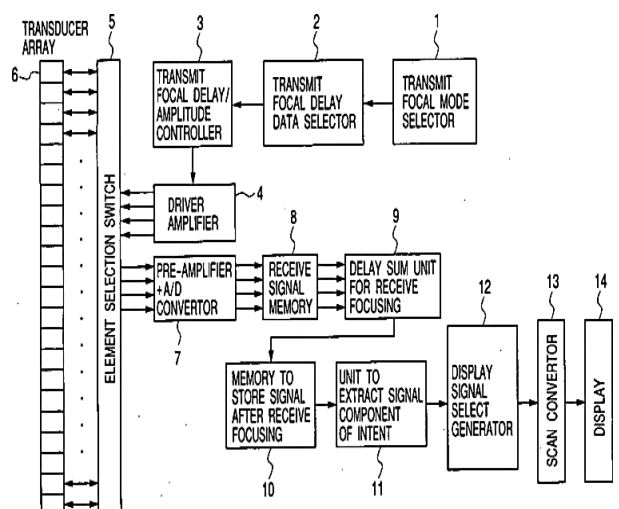 TRANSDUCER
ARRAY
6
5
ELEMENT SELECTION SWITCH
3
TRANSMIT
FOCAL DELAY/
AMPLITUDE
CONTROLLER
2
TRANSMIT
FOCAL DELAY
DATA SELECTOR
1
TRANSMIT
FOCAL MODE
SELECTOR
4
DRIVER
AMPLIFIER
PRE-AMPLIFIER
+A/D
CONVERTOR
7
8
RECEIVE
SIGNAL
MEMORY
9
DELAY SUM UNIT
FOR RECEIVE
FOCUSING
MEMORY TO
STORE SIGNAL
AFTER RECEIVE
FOCUSING
10
UNIT TO
EXTRACT SIGNAL
COMPONENT
OF INTENT
11
12
DISPLAY
SIGNAL
SELECT
GENERATOR
13
SCAN CONVERTOR
14
DISPLAY